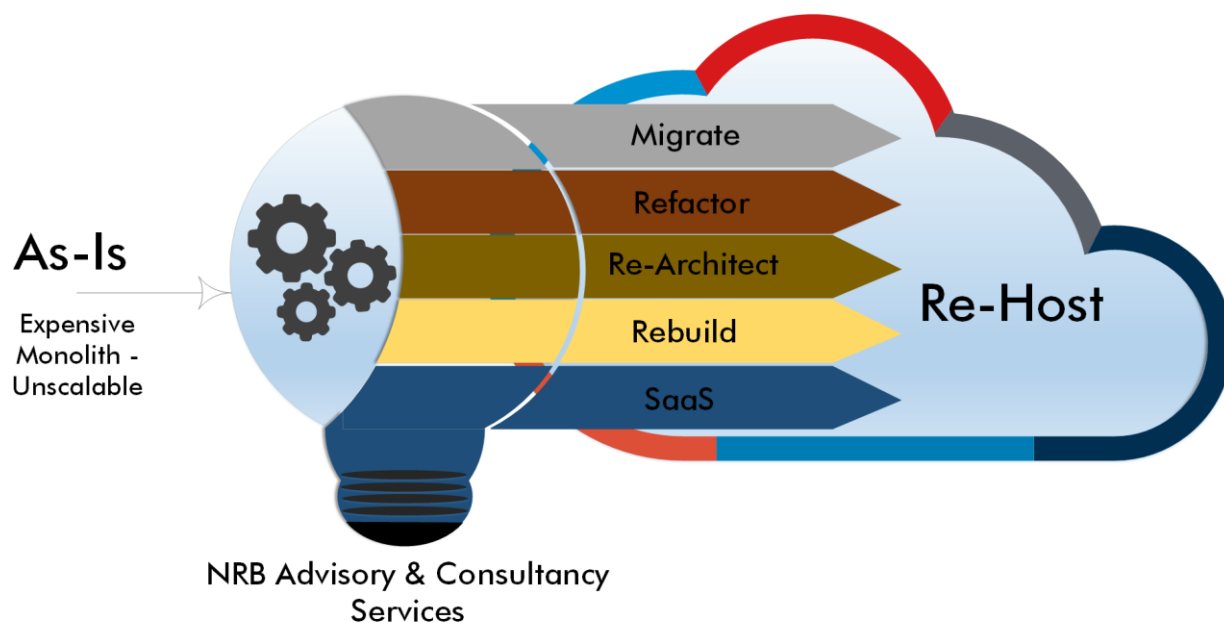 As-Is
Expensive
Monolith -
Unscalable
Migrate
Refactor
Re-Architect
Rebuild
SaaS
Re-Host
NRB Advisory & Consultancy
Services